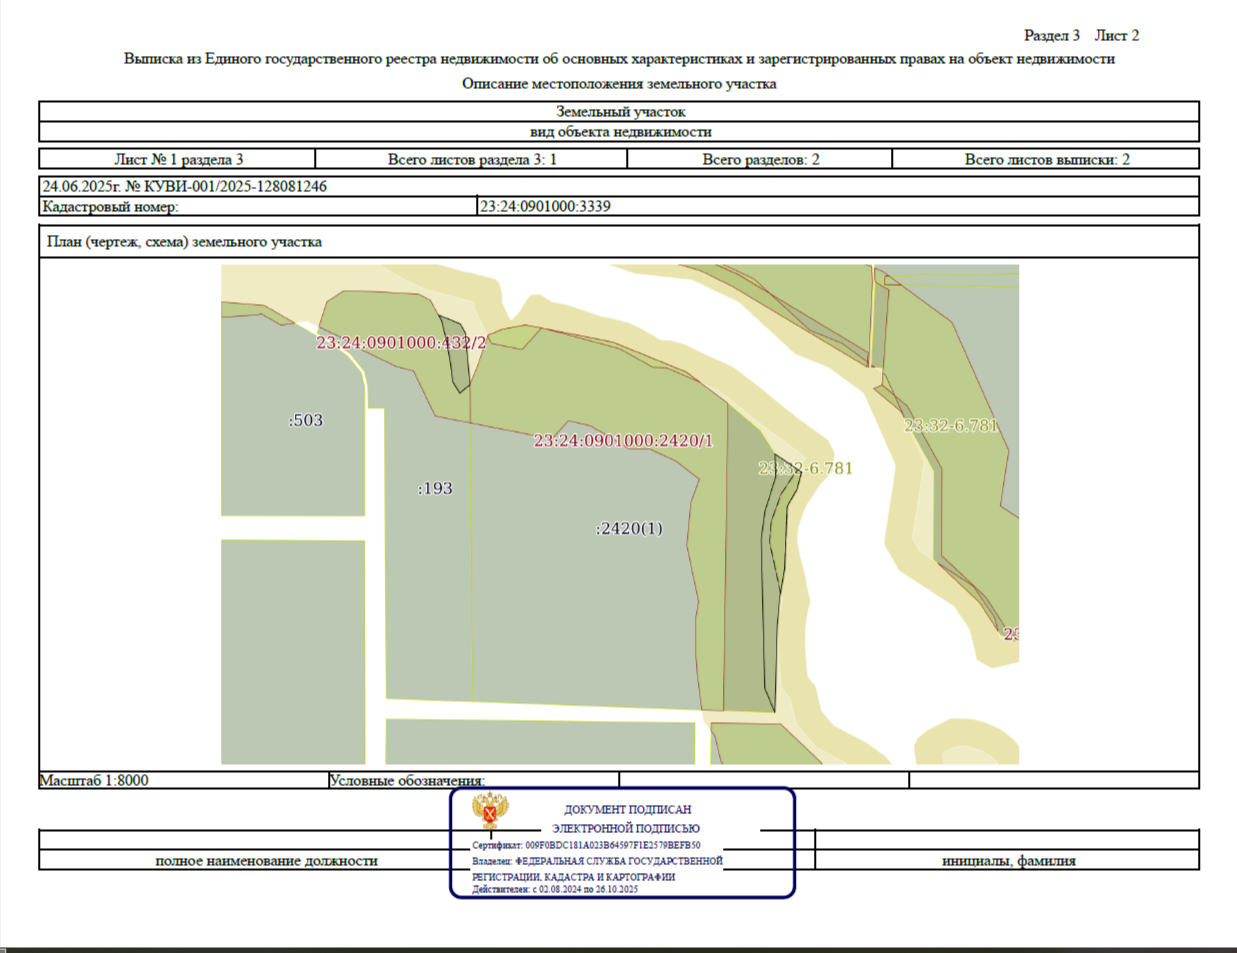 Раздел 3 Лист 2
Выписка из Единого государственного реестра недвижимости об основных характеристиках и зарегистрированных правах на объект недвижимости
Описание местоположения земельного участка
Земельный участок
вид объекта недвижимости
Лист № 1 раздела 3 Всего листов раздела 3: 1 Всего разделов: 2 Всего листов выписки: 2
24.06.2025г. № КУВИ-001/2025-128081246
Кадастровый номер: 23:24:0901000:3339
План (чертеж, схема) земельного участка
23:24:0901000:432/2
:503
23:32-6.781
23:24:0901000:2420/1
23:32-6.781
:193
:2420(1)
23
Масштаб 1:8000 Условные обозначения:
ДОКУМЕНТ ПОДПИСАН
ЭЛЕКТРОННОЙ ПОДПИСЬЮ
Сертификат: 009F0BDC181A023B64597F1E2579BEFB50
Владелец: ФЕДЕРАЛЬНАЯ СЛУЖБА ГОСУДАРСТВЕННОЙ
РЕГИСТРАЦИИ, КАДАСТРА И КАРТОГРАФИИ
Действителен: с 02.08.2024 по 26.10.2025
полное наименование должности инициалы, фамилия